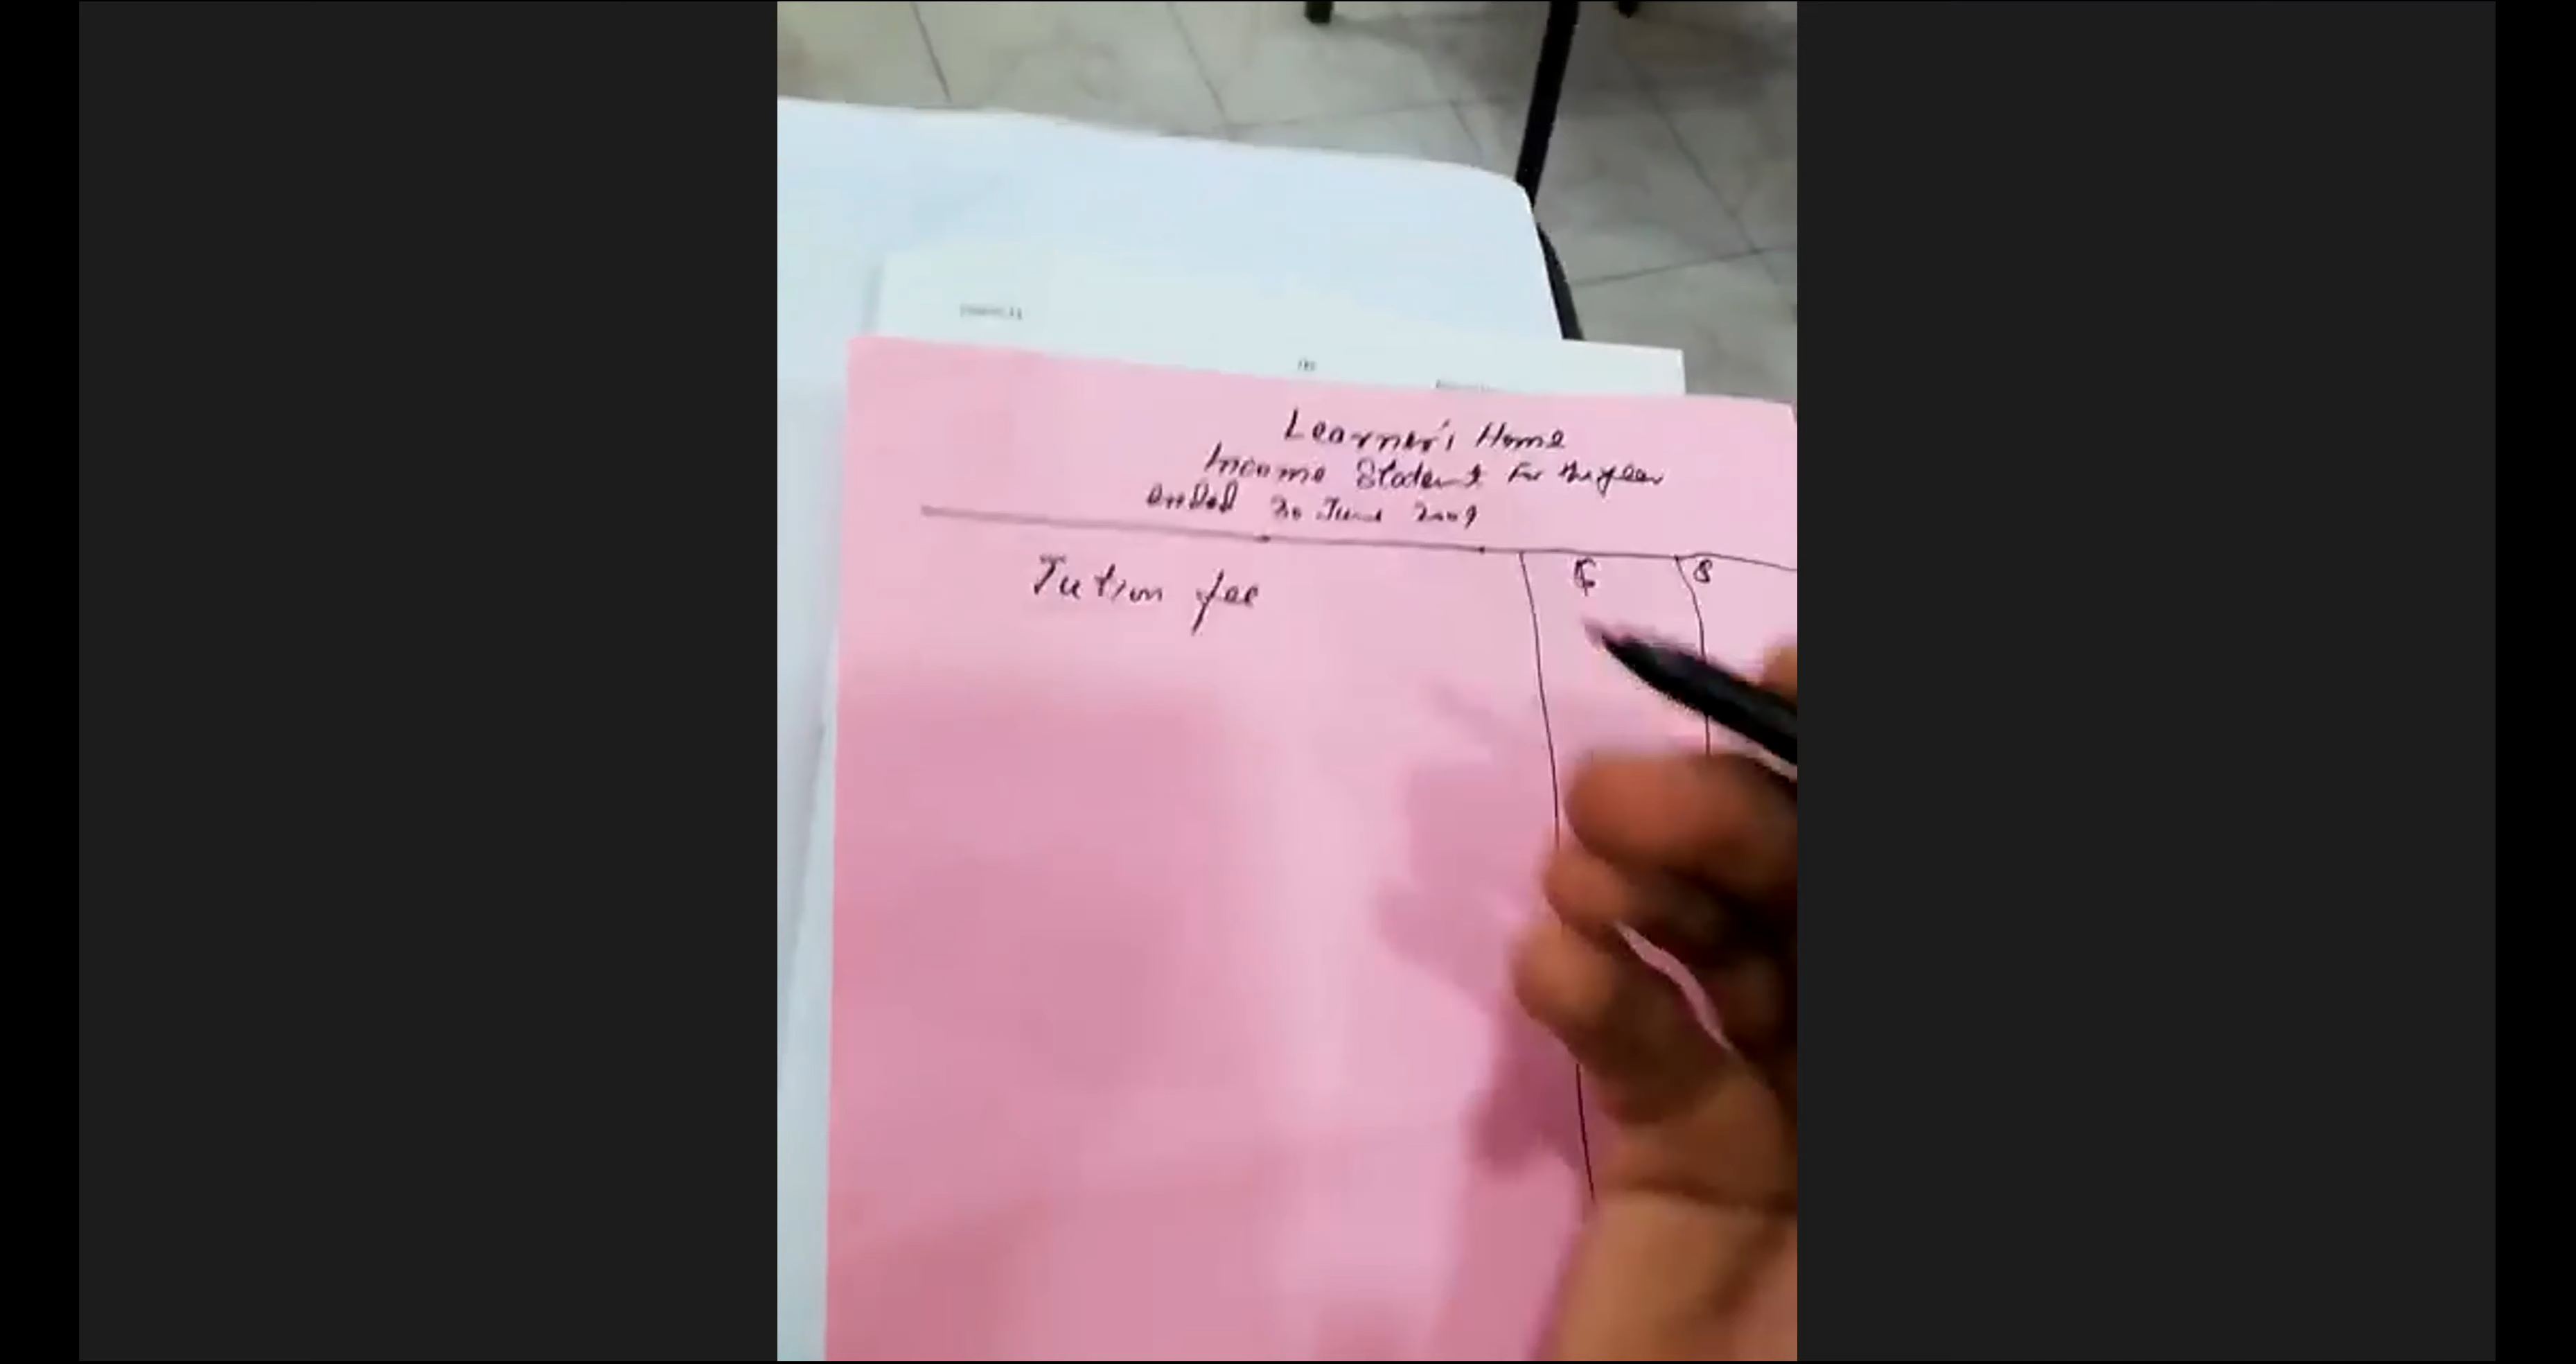 Learner's Home
Income Statement For the year
ended 30 June 2009
$ $
Tution fee